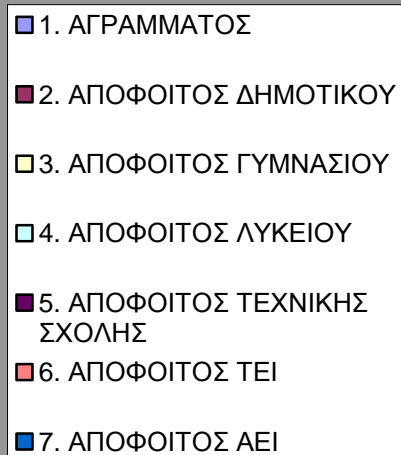 1. ΑΓΡΑΜΜΑΤΟΣ
2. ΑΠΟΦΟΙΤΟΣ ΔΗΜΟΤΙΚΟΥ
3. ΑΠΟΦΟΙΤΟΣ ΓΥΜΝΑΣΙΟΥ
4. ΑΠΟΦΟΙΤΟΣ ΛΥΚΕΙΟΥ
5. ΑΠΟΦΟΙΤΟΣ ΤΕΧΝΙΚΗΣ
ΣΧΟΛΗΣ
6. ΑΠΟΦΟΙΤΟΣ ΤΕΙ
7. ΑΠΟΦΟΙΤΟΣ ΑΕΙ